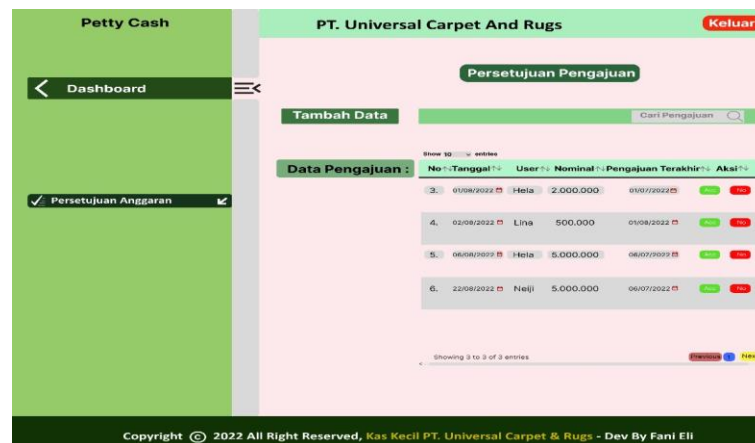 Petty Cash
PT. Universal Carpet And Rugs
Keluar
Persetujuan Pengajuan
Dashboard
Tambah Data
Cari Pengajuan
Show 10 entries
Data Pengajuan :
No Tanggal User Nominal Pengajuan Terakhir Aksi
3. 01/08/2022 Hela 2.000.000 01/07/2022 Acc No
Persetujuan Anggaran
4. 02/08/2022 Lina 500.000 01/08/2022 Acc No
5. 06/08/2022 Hela 5.000.000 06/07/2022 Acc No
6. 22/08/2022 Neiji 5.000.000 06/07/2022 Acc No
Showing 3 to 3 of 3 entries
Previous 1 Nex
Copyright © 2022 All Right Reserved, Kas Kecil PT. Universal Carpet & Rugs - Dev By Fani Eli